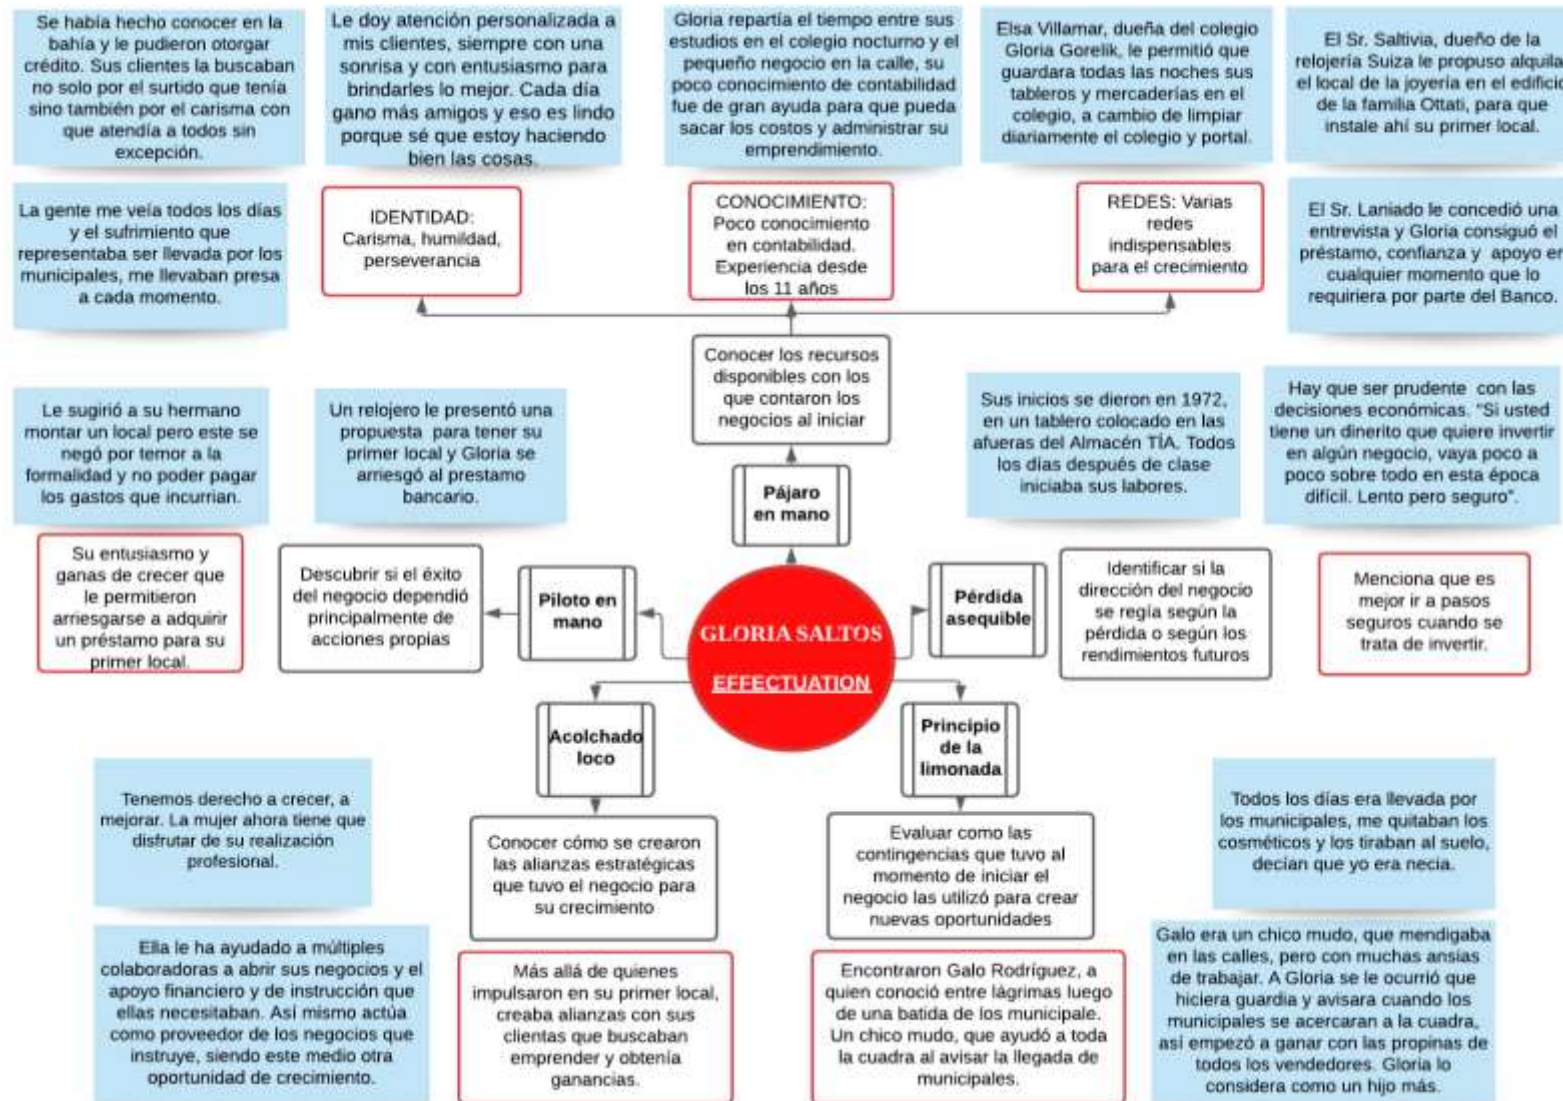 Se había hecho conocer en la
bahía y le pudieron otorgar
crédito. Sus clientes la buscaban
no solo por el surtido que tenía
sino también por el carisma con
que atendía a todos sin
excepción.
Le doy atención personalizada a
mis clientes, siempre con una
sonrisa y con entusiasmo para
brindarles lo mejor. Cada día
gano más amigos y eso es lindo
porque sé que estoy haciendo
bien las cosas.
Gloria repartía el tiempo entre sus
estudios en el colegio nocturno y el
pequeño negocio en la calle, su
poco conocimiento de contabilidad
fue de gran ayuda para que pueda
sacar los costos y administrar su
emprendimiento.
Elsa Villamar, dueña del colegio
Gloria Gorelik, le permitió que
guardara todas las noches sus
tableros y mercaderías en el
colegio, a cambio de limpiar
diariamente el colegio y portal.
El Sr. Saltivia, dueño de la
relojería Suiza le propuso alquila
el local de la joyería en el edifici
de la familia Ottati, para que
instale ahí su primer local.
La gente me veía todos los días
y el sufrimiento que
representaba ser llevada por los
municipales, me llevaban presa
a cada momento.
IDENTIDAD:
Carisma, humildad,
perseverancia
CONOCIMIENTO:
Poco conocimiento
en contabilidad.
Experiencia desde
los 11 años
REDES: Varias
redes
indispensables
para el crecimiento
El Sr. Laniado le concedió una
entrevista y Gloria consiguó el
préstamo, confianza y apoyo en
cualquier momento que lo
requiriera por parte del Banco.
Conocer los recursos
disponibles con los
que contaron los
negocios al iniciar
Le sugirió a su hermano
montar un local pero este se
negó por temor a la
formalidad y no poder pagar
los gastos que incurrian.
Un relojero le presentó una
propuesta para tener su
primer local y Gloria se
arriesgó al prestamo
bancario.
Pájaro
en mano
Sus inicios se dieron en 1972,
en un tablero colocado en las
afueras del Almacén TÍA. Todos
los días después de clase
iniciaba sus labores.
Hay que ser prudente con las
decisiones económicas. "Si usted
tiene un dinerito que quiere invertir
en algún negocio, vaya poco a
poco sobre todo en esta época
difícil. Lento pero seguro".
Su entusiasmo y
ganas de crecer que
le permitieron
arriesgarse a adquirir
un préstamo para su
primer local.
Descubrir si el éxito
del negocio dependió
principalmente de
acciones propias
Piloto en
mano
GLORIA SALTOS
EFFECTUATION
Pérdida
asequible
Identificar si la
dirección del negocio
se regía según la
pérdida o según los
rendimientos futuros
Menciona que es
mejor ir a pasos
seguros cuando se
trata de invertir.
Acolchado
loco
Principio
de la
limonada
Tenemos derecho a crecer, a
mejorar. La mujer ahora tiene que
disfrutar de su realización
profesional.
Conocer cómo se crearon
las alianzas estratégicas
que tuvo el negocio para
su crecimiento
Evaluar como las
contingencias que tuvo al
momento de iniciar el
negocio las utilizó para crear
nuevas oportunidades
Todos los días era llevada por
los municipales, me quitaban los
cosméticos y los tiraban al suelo,
decían que yo era necia.
Ella le ha ayudado a múltiples
colaboradoras a abrir sus negocios y el
apoyo financiero y de instrucción que
ellas necesitaban. Así mismo actúa
como proveedor de los negocios que
instruye, siendo este medio otra
oportunidad de crecimiento.
Más allá de quienes
impulsaron en su primer local,
creaba alianzas con sus
clientas que buscaban
emprender y obtenía
ganancias.
Encontraron Galo Rodríguez, a
quien conoció entre lágrimas luego
de una batida de los municipale.
Un chico mudo, que ayudó a toda
la cuadra al avisar la llegada de
municipales.
Galo era un chico mudo, que mendigaba
en las calles, pero con muchas ansias
de trabajar. A Gloria se le ocurrió que
hiciera guardia y avisara cuando los
municipales se acercaran a la cuadra,
así empezó a ganar con las propinas de
todos los vendedores. Gloria lo
considera como un hijo más.